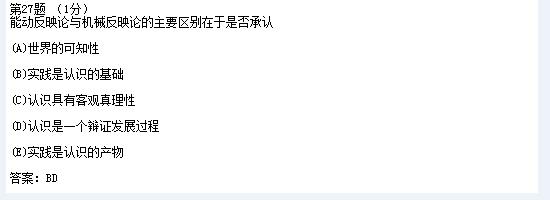 第27题 （1分）
能动反映论与机械反映论的主要区别在于是否承认
(A)世界的可知性
(B)实践是认识的基础
(C)认识具有客观真理性
(D)认识是一个辩证发展过程
(E)实践是认识的产物
答案：BD